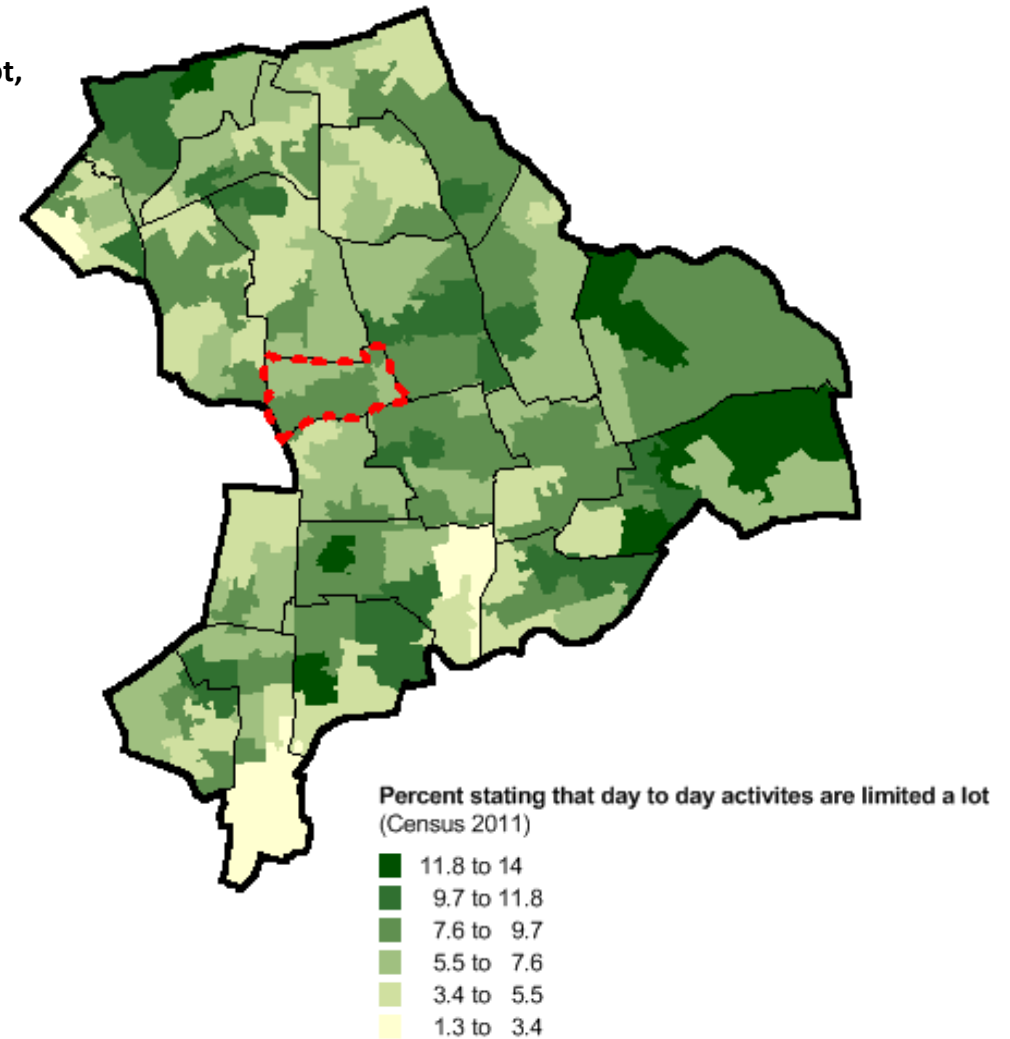 ot,
Percent stating that day to day activites are limited a lot
(Census 2011)
11.8 to 14
9.7 to 11.8
7.6 to 9.7
5.5 to 7.6
3.4 to 5.5
1.3 to 3.4